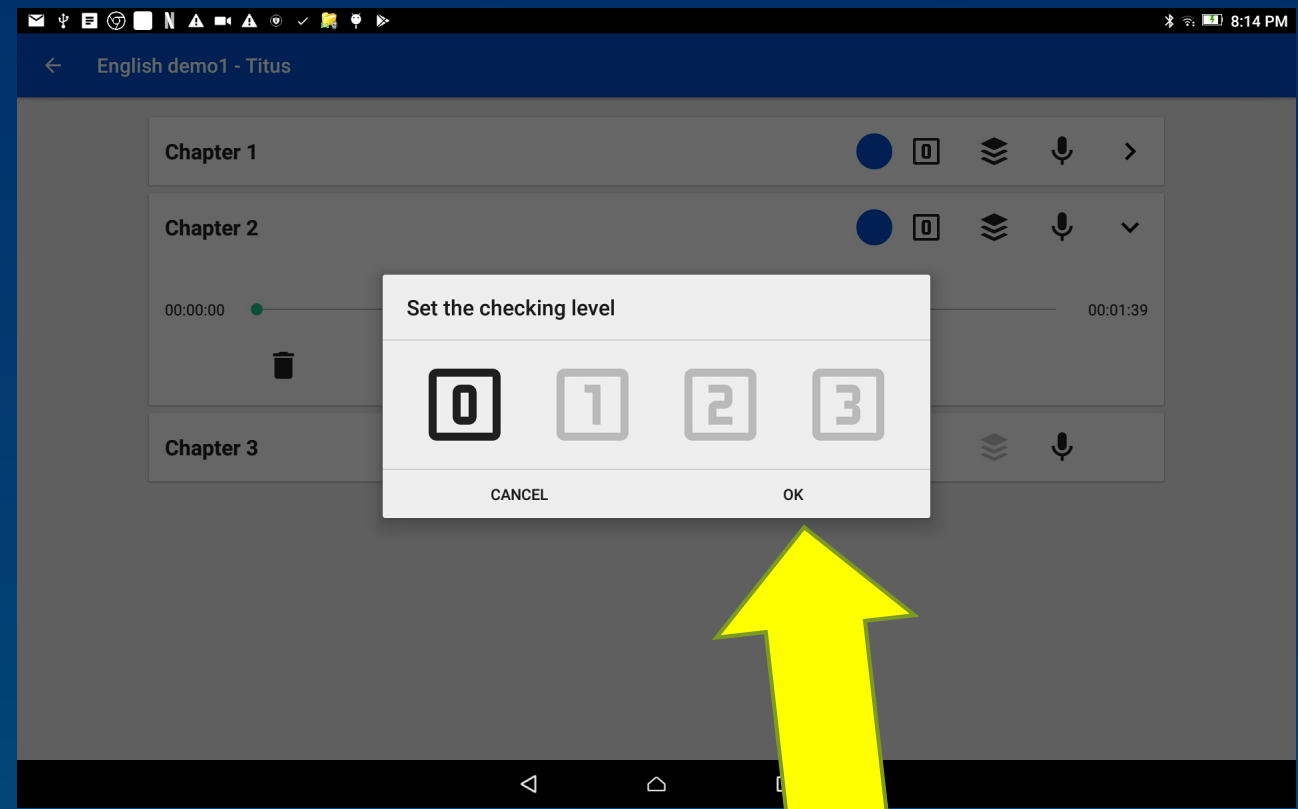 8:14 PM
English demo1 - Titus
Chapter 1
0
Chapter 2
0
00:00:00
00:01:39
Set the checking level
0 1 2 3
CANCEL OK
Chapter 3